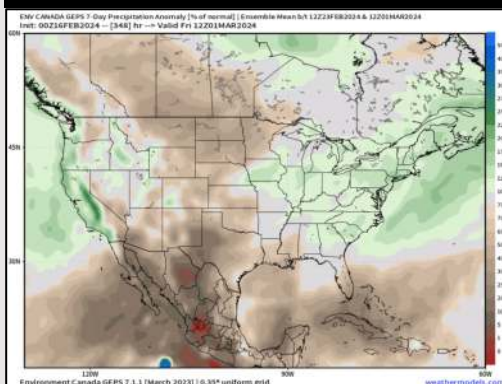 ENV CANADA GEPS 7-Day Precipitation Anomaly [% of normal] | Ensemble Mean b/t 12Z23FEB2024 & 12Z01MAR2024
Init: 00Z16FEB2024 -- [348] hr --> Valid Fri 12Z01MAR2024
60N
45N
30N
120W
90W
60W
Environment Canada GEPS 7.1.1 [March 2023] | 0.35° uniform grid
weathermodels.com